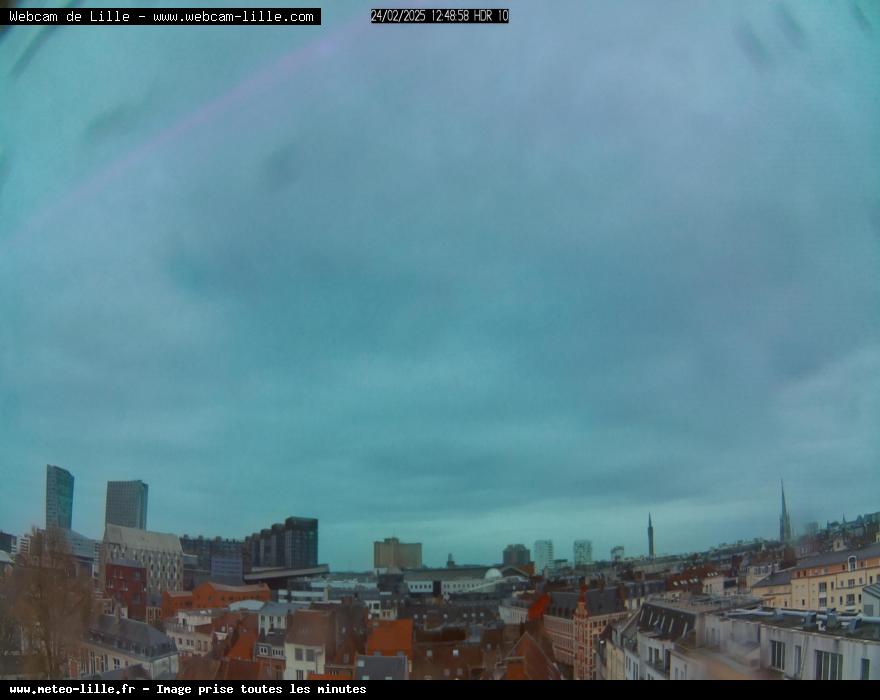 Webcam de Lille - www.webcam-lille.com
24/02/2025 12:48:58 HDR 10
www.meteo-lille.fr - Image prise toutes les minutes